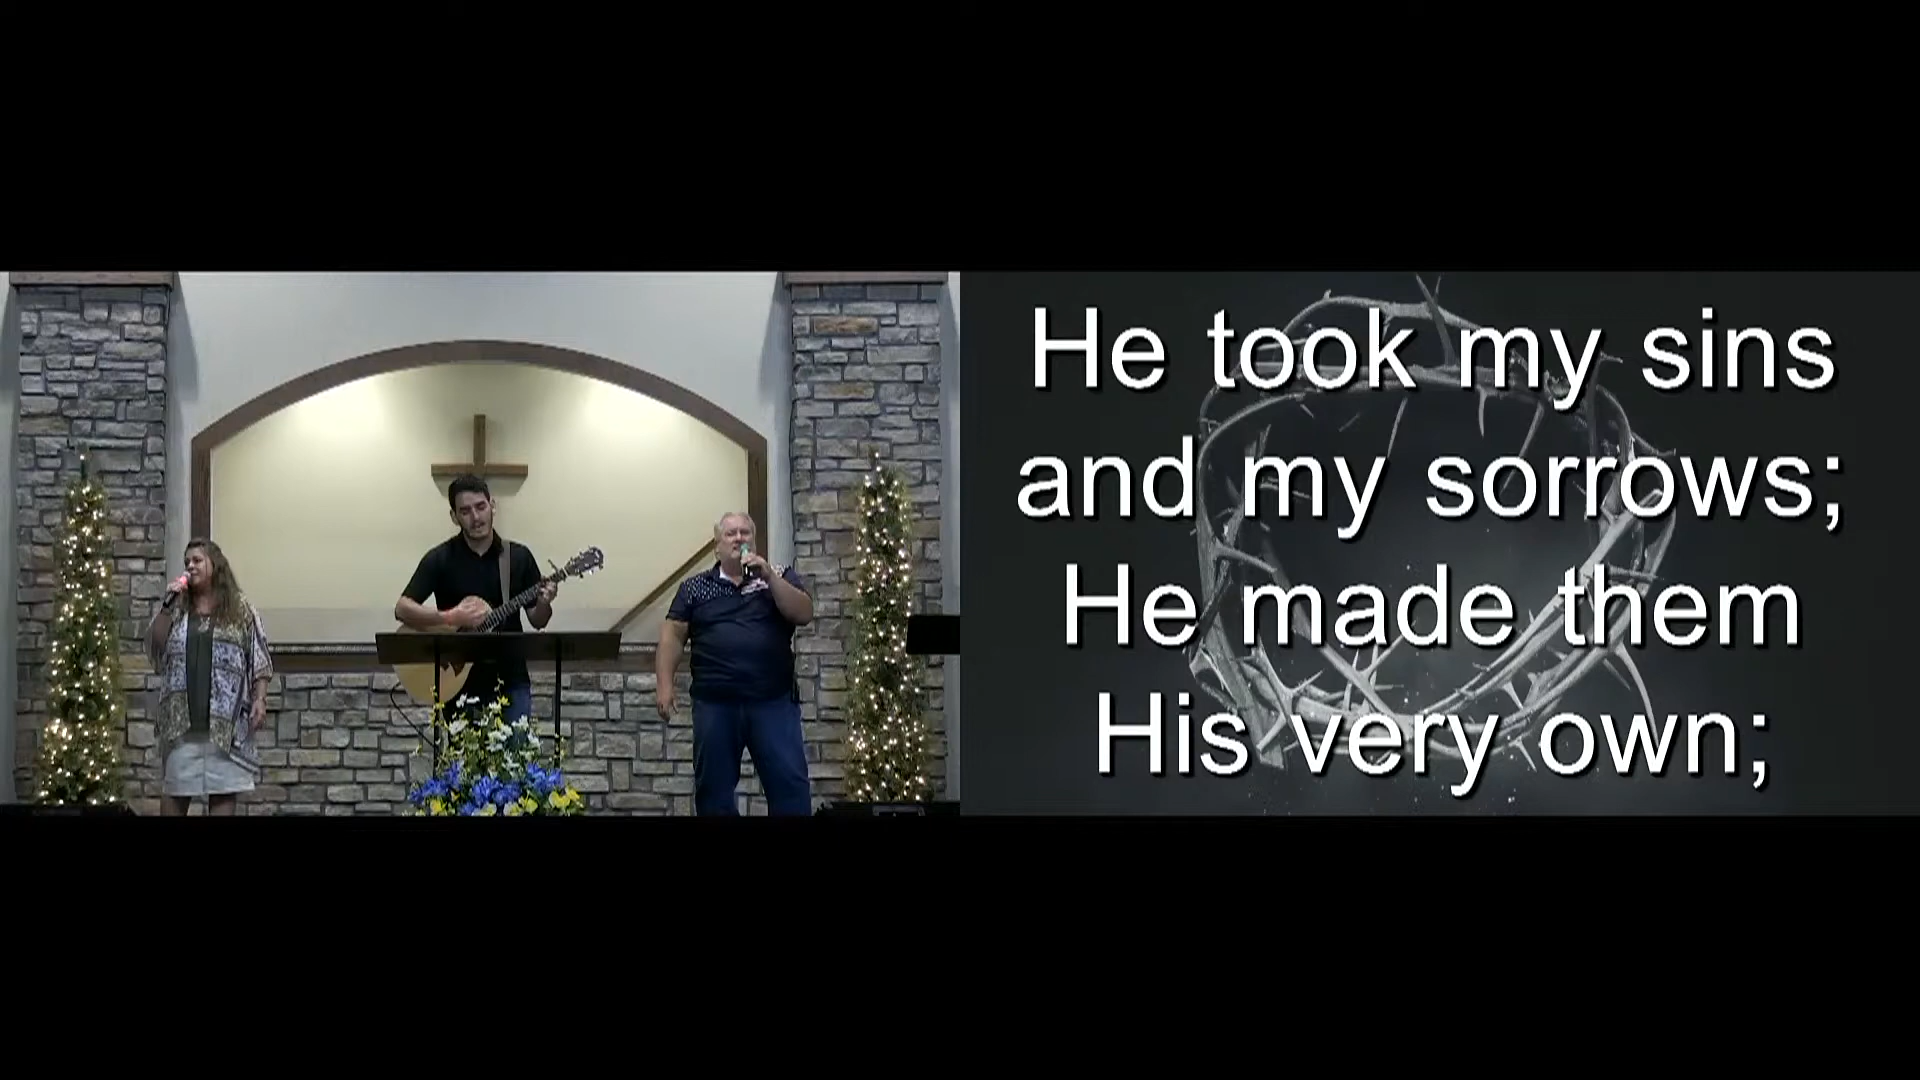 He took my sins
and my sorrows;
He made them
His very own;